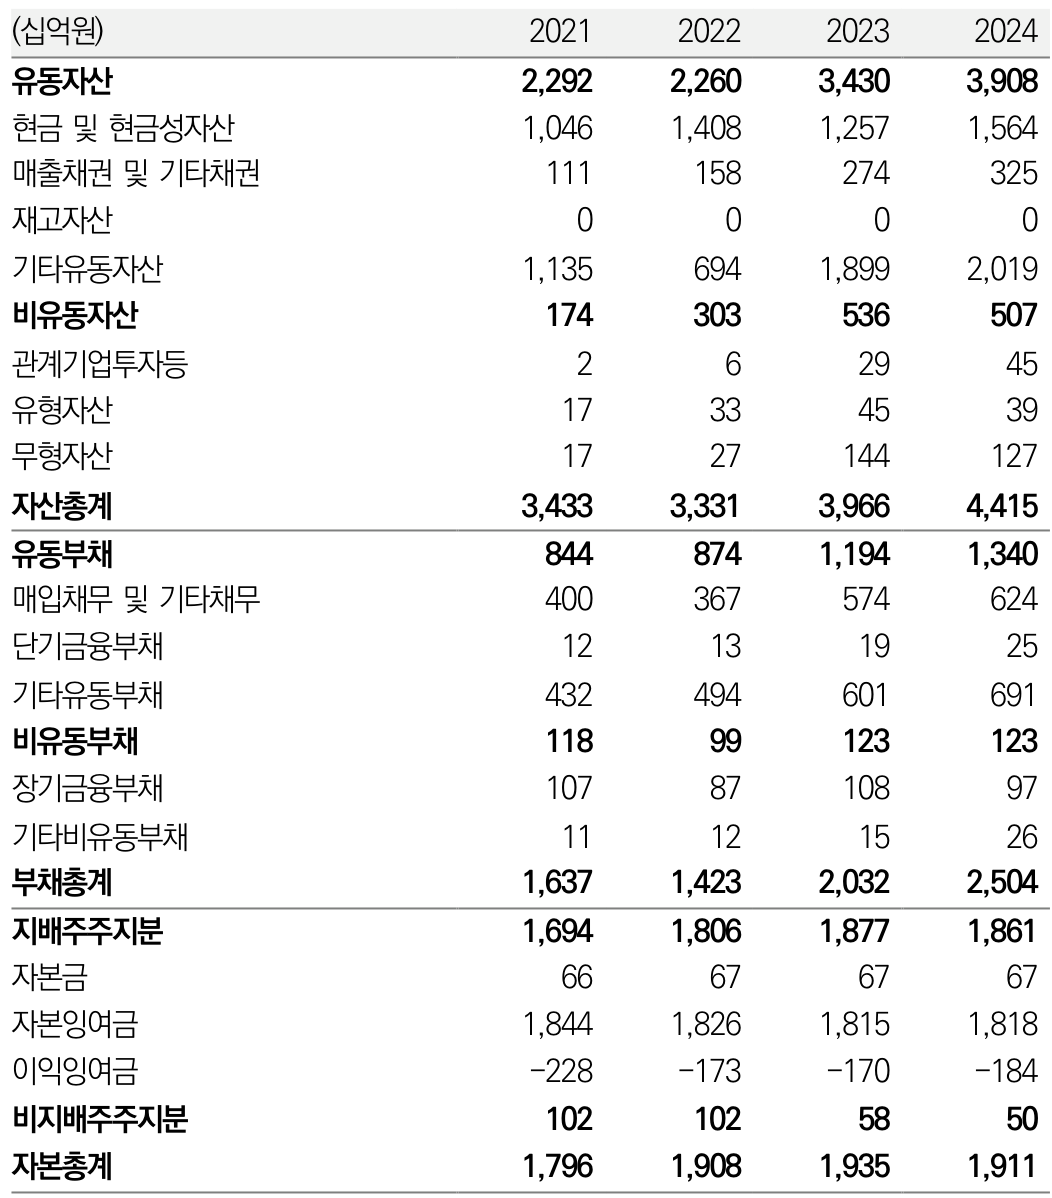 (십억원) 2021 2022 2023 2024
유동자산 2,292 2,260 3,430 3,908
현금 및 현금성자산 1,046 1,408 1,257 1,564
매출채권 및 기타채권 111 158 274 325
재고자산 0 0 0 0
기타유동자산 1,135 694 1,899 2,019
비유동자산 174 303 536 507
관계기업투자등 2 6 29 45
유형자산 17 33 45 39
무형자산 17 27 144 127
자산총계 3,433 3,331 3,966 4,415
유동부채 844 874 1,194 1,340
매입채무 및 기타채무 400 367 574 624
단기금융부채 12 13 19 25
기타유동부채 432 494 601 691
비유동부채 118 99 123 123
장기금융부채 107 87 108 97
기타비유동부채 11 12 15 26
부채총계 1,637 1,423 2,032 2,504
지배주주지분 1,694 1,806 1,877 1,861
자본금 66 67 67 67
자본잉여금 1,844 1,826 1,815 1,818
이익잉여금 -228 -173 -170 -184
비지배주주지분 102 102 58 50
자본총계 1,796 1,908 1,935 1,911